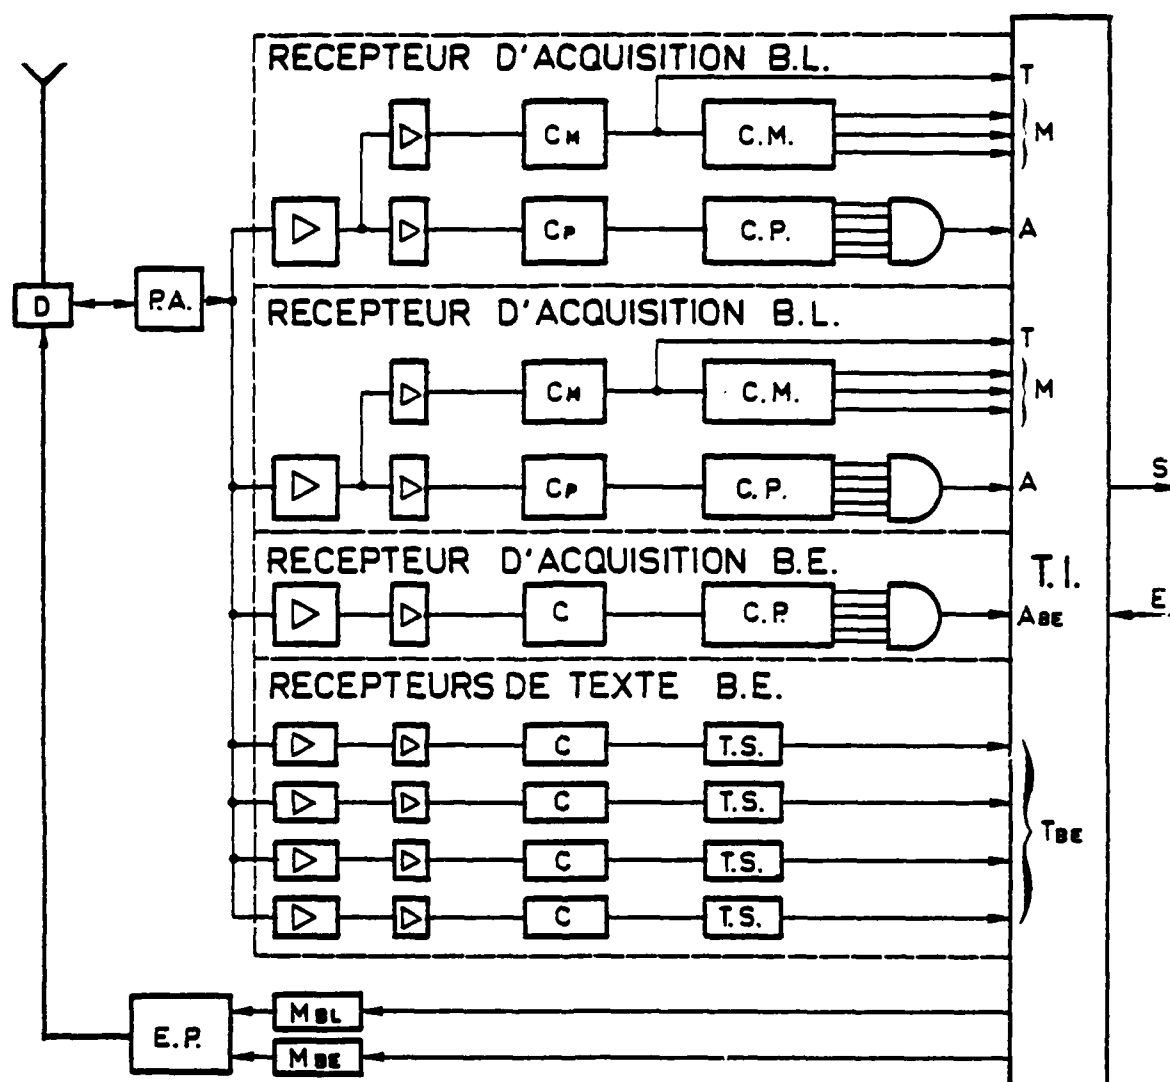 RECEPTEUR D'ACQUISITION B.L.
T
CM C.M. M
CP C.P. A
D P.A.
RECEPTEUR D'ACQUISITION B.L.
T
CM C.M. M
CP C.P. A
S
RECEPTEUR D'ACQUISITION B.E.
T.I.
C C.P. ABE
E
RECEPTEURS DE TEXTE B.E.
C T.S.
C T.S.
TBE
C T.S.
C T.S.
MBL
E.P.
MBE